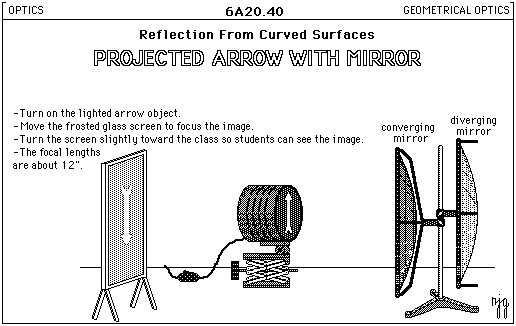 OPTICS
6A20.40
GEOMETRICAL OPTICS
Reflection From Curved Surfaces
PROJECTED ARROW WITH MIRROR
-Turn on the lighted arrow object.
-Move the frosted glass screen to focus the image.
-Turn the screen slightly toward the class so students can see the image.
-The focal lengths
are about 12".
converging
mirror
diverging
mirror
njg